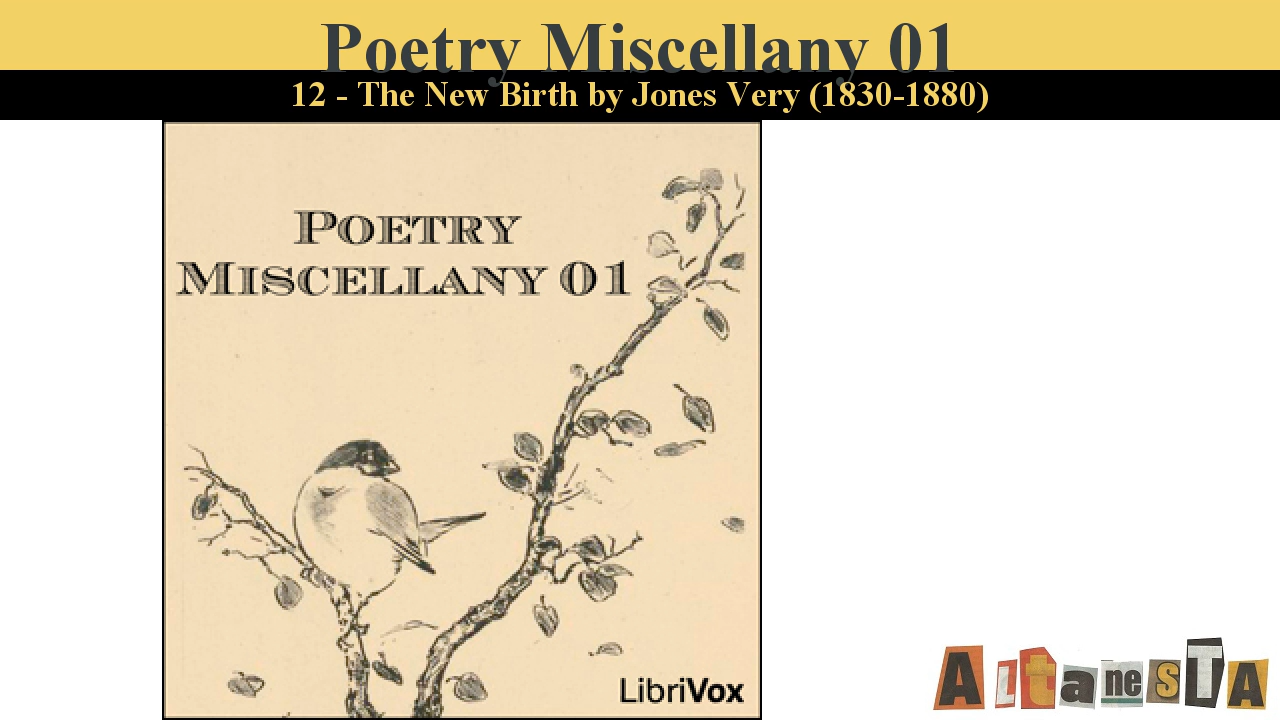 Poetry Miscellany 01
12 - The New Birth by Jones Very (1830-1880)
POETRY
MISCELLANY 01
LibriVox
AltanesTA